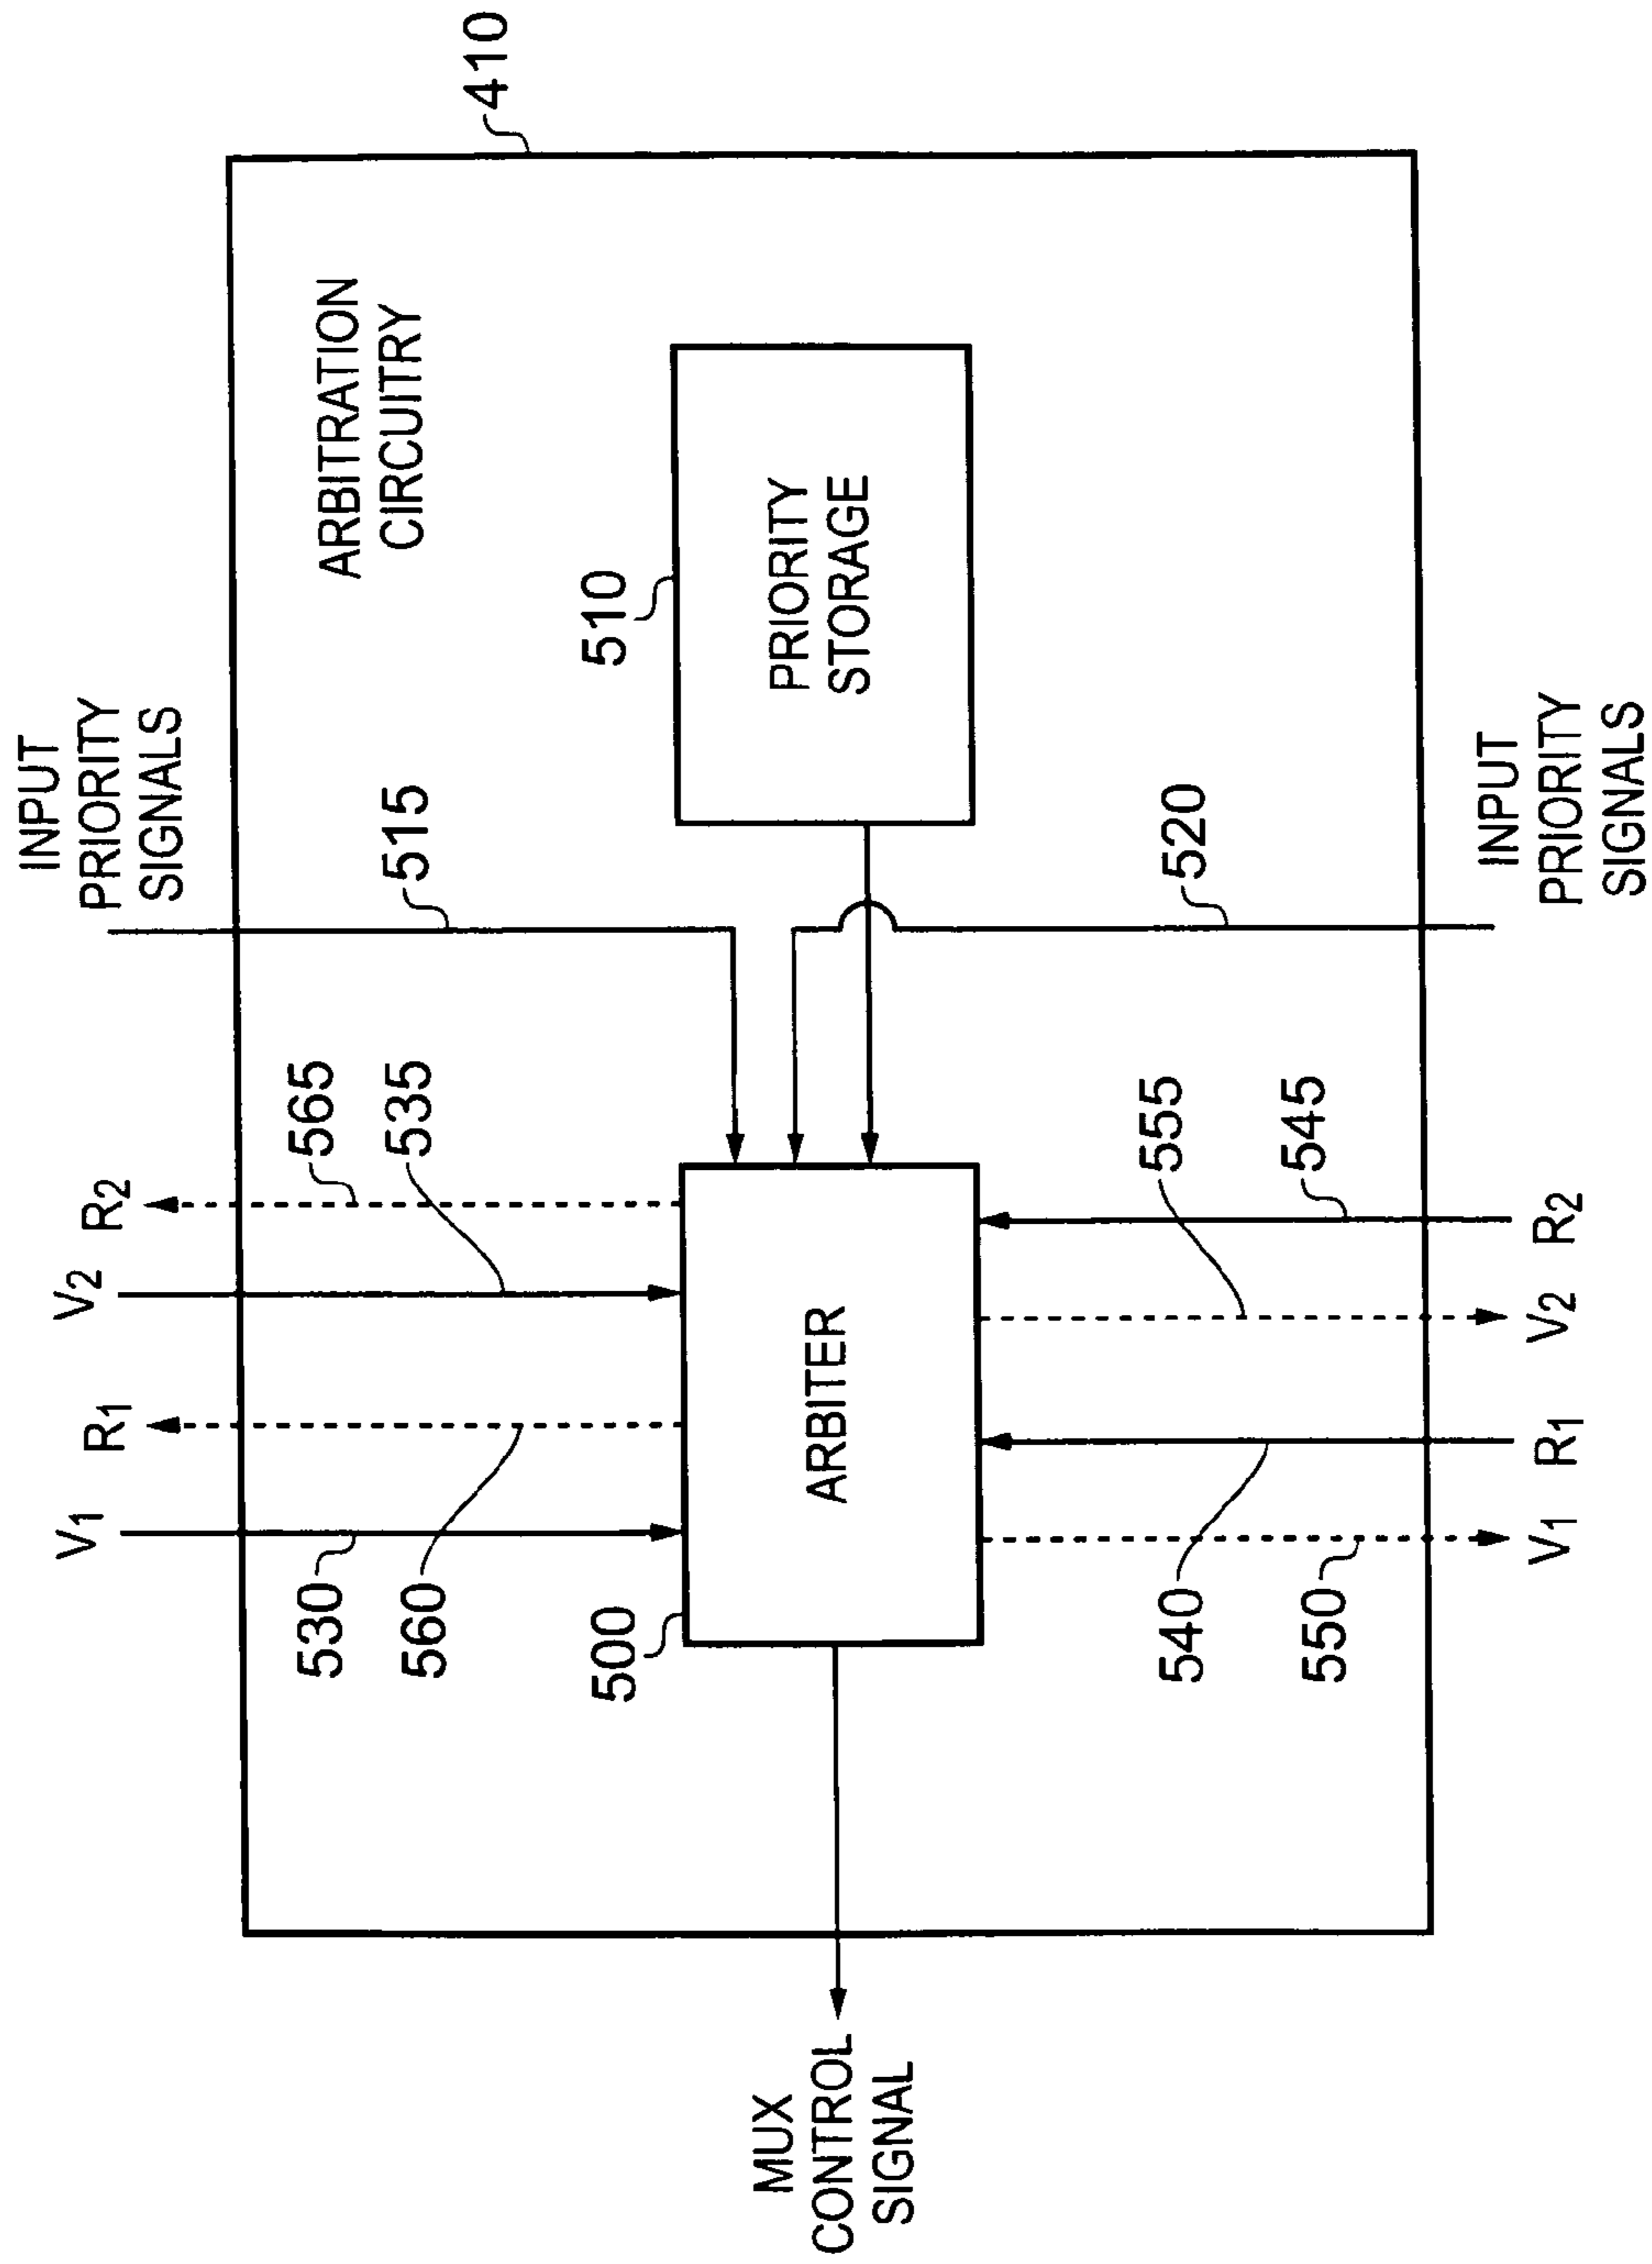 V1
R1
V2
R2
INPUT
PRIORITY
SIGNALS
530
560
565
535
515
410
ARBITRATION
CIRCUITRY
500
510
MUX
CONTROL
SIGNAL
ARBITER
PRIORITY
STORAGE
540
550
555
545
520
V1
R1
V2
R2
INPUT
PRIORITY
SIGNALS